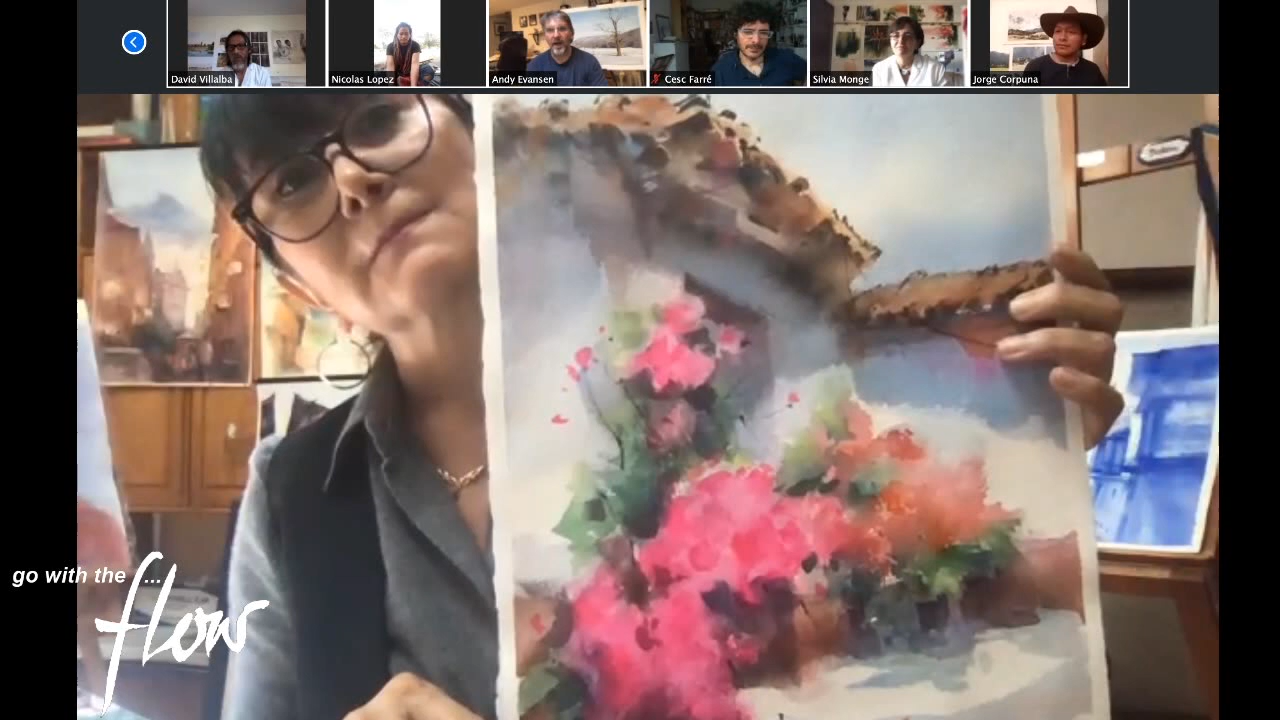 David Villalba
Nicolas Lopez
Andy Evansen
Cesc Farré
Silvia Monge
Jorge Corpuna
go with the ...
flow